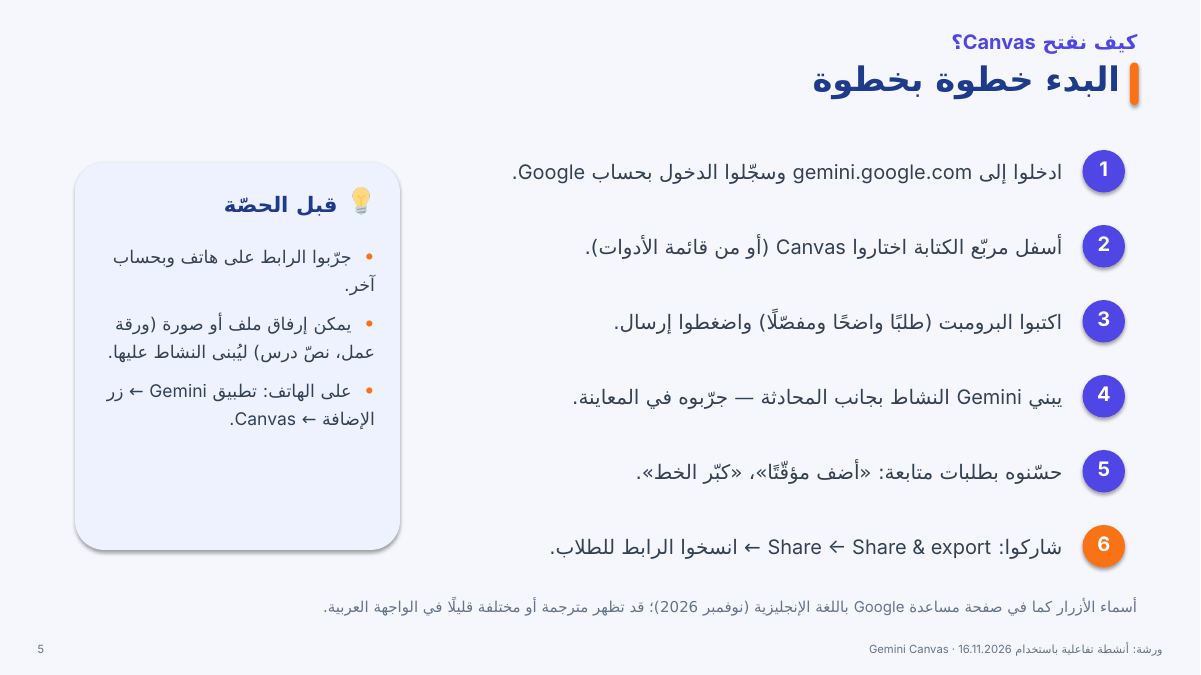 كيف نفتح Canvas؟
البدء خطوة بخطوة
1 ادخلوا إلى gemini.google.com وسجّلوا الدخول بحساب Google.
2 أسفل مربّع الكتابة اختاروا Canvas (أو من قائمة الأدوات).
3 اكتبوا البرومبت (طلبًا واضحًا ومفصّلًا) واضغطوا إرسال.
4 يبني Gemini النشاط بجانب المحادثة — جرّبوه في المعاينة.
5 حسّنوه بطلبات متابعة: «أضف مؤقّتًا»، «كبّر الخط».
6 شاركوا: Share & export ← Share ← انسخوا الرابط للطلاب.
💡 قبل الحصّة
• جرّبوا الرابط على هاتف وبحساب
آخر.
• يمكن إرفاق ملف أو صورة (ورقة
عمل، نصّ درس) ليُبنى النشاط عليها.
• على الهاتف: تطبيق Gemini ← زر
الإضافة ← Canvas.
أسماء الأزرار كما في صفحة مساعدة Google باللغة الإنجليزية (نوفمبر 2026)؛ قد تظهر مترجمة أو مختلفة قليلًا في الواجهة العربية.
ورشة: أنشطة تفاعلية باستخدام Gemini Canvas · 16.11.2026
5